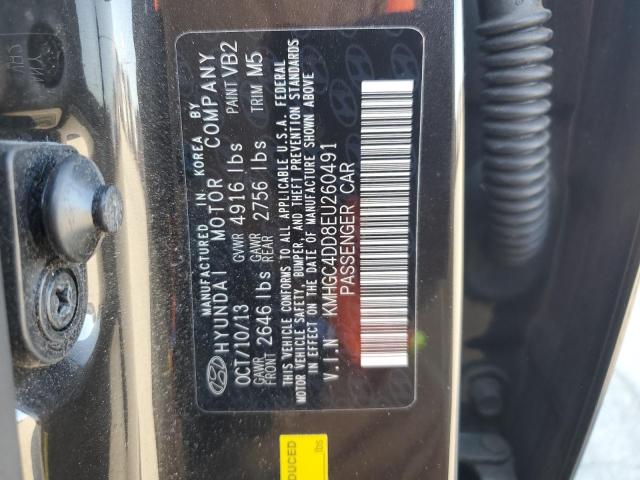 MANUFACTURED IN KOREA BY
HYUNDAI MOTOR COMPANY
OCT/10/13 GVWR 4916 lbs PAINT VB2
GAWR FRONT 2646 lbs GAWR REAR 2756 lbs TRIM M5
THIS VEHICLE CONFORMS TO ALL APPLICABLE U.S.A. FEDERAL
MOTOR VEHICLE SAFETY, BUMPER, AND THEFT PREVENTION STANDARDS
IN EFFECT ON THE DATE OF MANUFACTURE SHOWN ABOVE
V.I.N KMHGC4DD8EU260491
PASSENGER CAR
DUCED
lbs